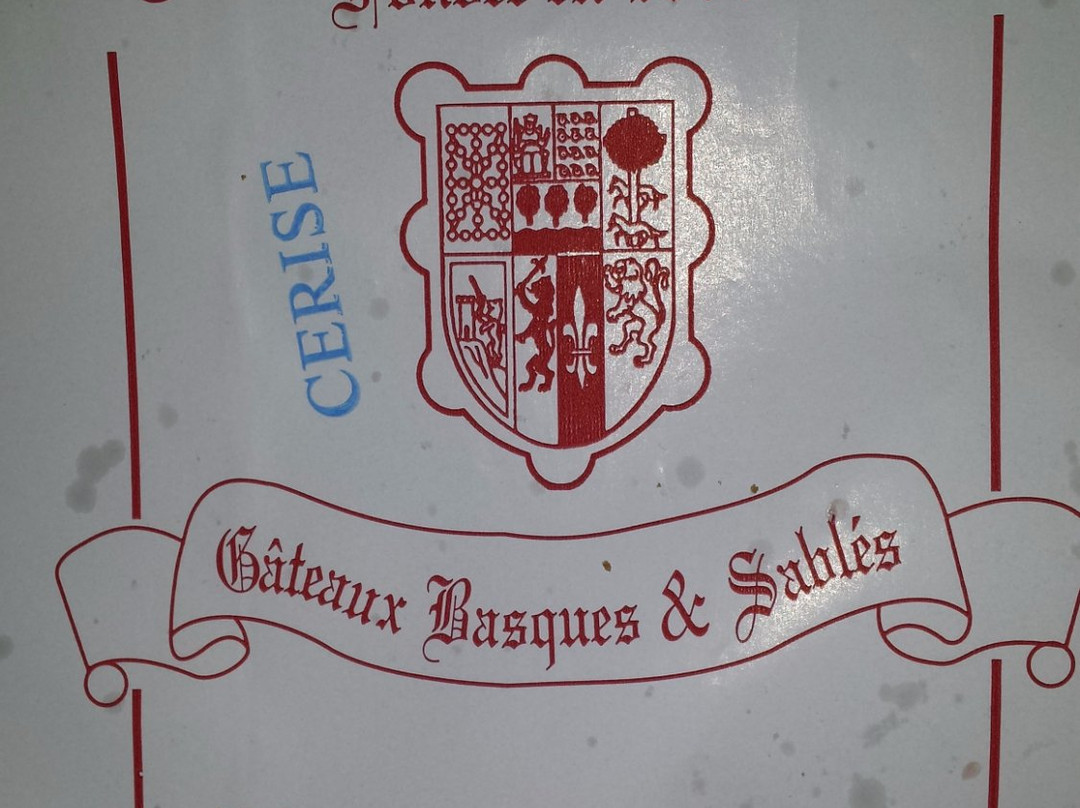 CERISE
Gâteaux Basques & Sablés